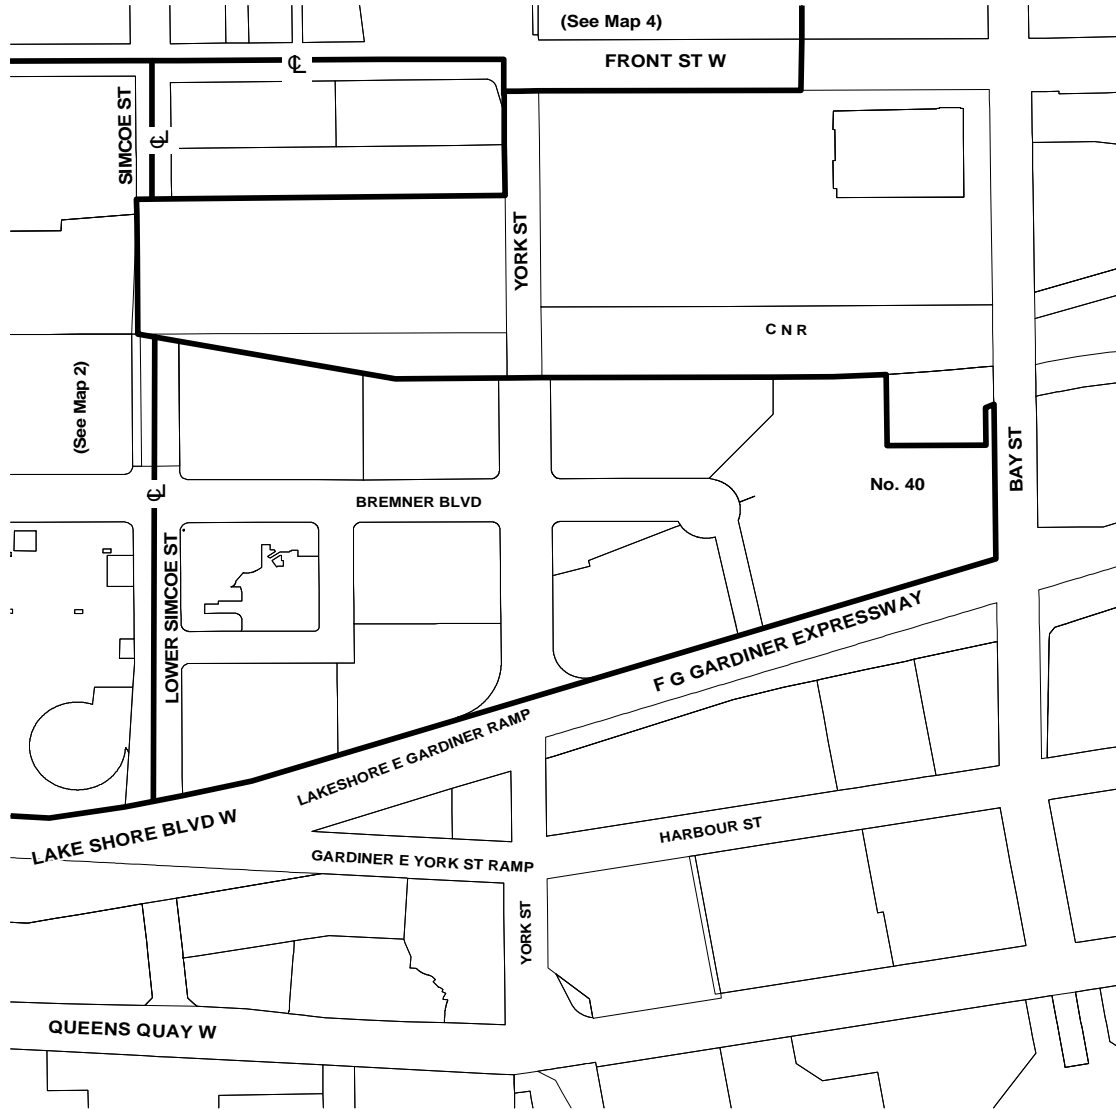 (See Map 4)
FRONT ST W
℄
SIMCOE ST
℄
YORK ST
C N R
(See Map 2)
BAY ST
No. 40
℄
BREMNER BLVD
LOWER SIMCOE ST
F G GARDINER EXPRESSWAY
LAKESHORE E GARDINER RAMP
LAKE SHORE BLVD W
HARBOUR ST
GARDINER E YORK ST RAMP
YORK ST
QUEENS QUAY W